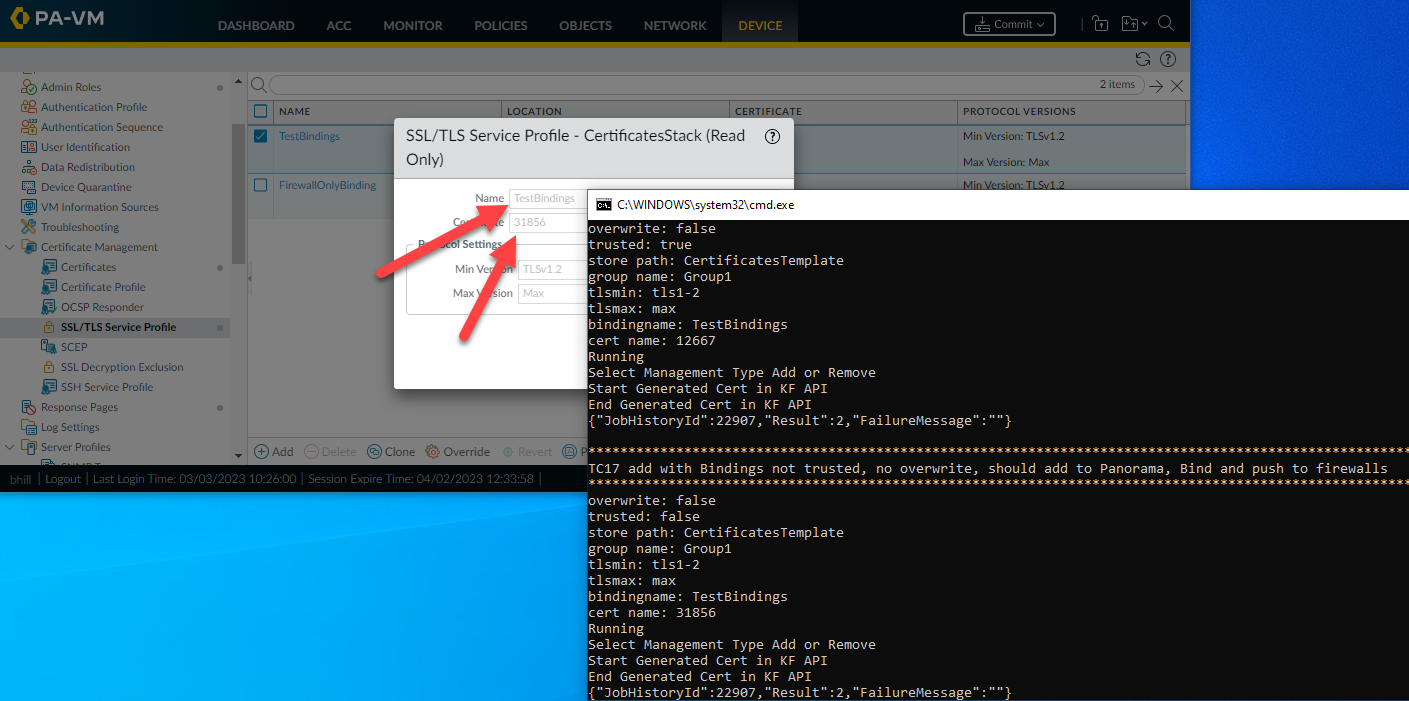 PA-VM
DASHBOARD ACC MONITOR POLICIES OBJECTS NETWORK DEVICE Commit
Admin Roles
Authentication Profile
Authentication Sequence
User Identification
Data Redistribution
Device Quarantine
VM Information Sources
Troubleshooting
Certificate Management
Certificates
Certificate Profile
OCSP Responder
SSL/TLS Service Profile
SCEP
SSL Decryption Exclusion
SSH Service Profile
Response Pages
Log Settings
Server Profiles
2 items
NAME LOCATION CERTIFICATE PROTOCOL VERSIONS
TestBindings Min Version: TLSv1.2
Max Version: Max
FirewallOnlyBinding Min Version: TLSv1.2
SSL/TLS Service Profile - CertificatesStack (Read
Only)
Name TestBindings
31856
Protocol Settings
Min Version TLSv1.2
Max Version Max
Add Delete Clone Override Revert P
bhill | Logout | Last Login Time: 03/03/2023 10:26:00 | Session Expire Time: 04/02/2023 12:33:58 |
C:\WINDOWS\system32\cmd.exe
overwrite: false
trusted: true
store path: CertificatesTemplate
group name: Group1
tlsmin: tls1-2
tlsmax: max
bindingname: TestBindings
cert name: 12667
Running
Select Management Type Add or Remove
Start Generated Cert in KF API
End Generated Cert in KF API
{"JobHistoryId":22907,"Result":2,"FailureMessage":""}
*******************************************************************************************************
TC17 add with Bindings not trusted, no overwrite, should add to Panorama, Bind and push to firewalls
*******************************************************************************************************
overwrite: false
trusted: false
store path: CertificatesTemplate
group name: Group1
tlsmin: tls1-2
tlsmax: max
bindingname: TestBindings
cert name: 31856
Running
Select Management Type Add or Remove
Start Generated Cert in KF API
End Generated Cert in KF API
{"JobHistoryId":22907,"Result":2,"FailureMessage":""}